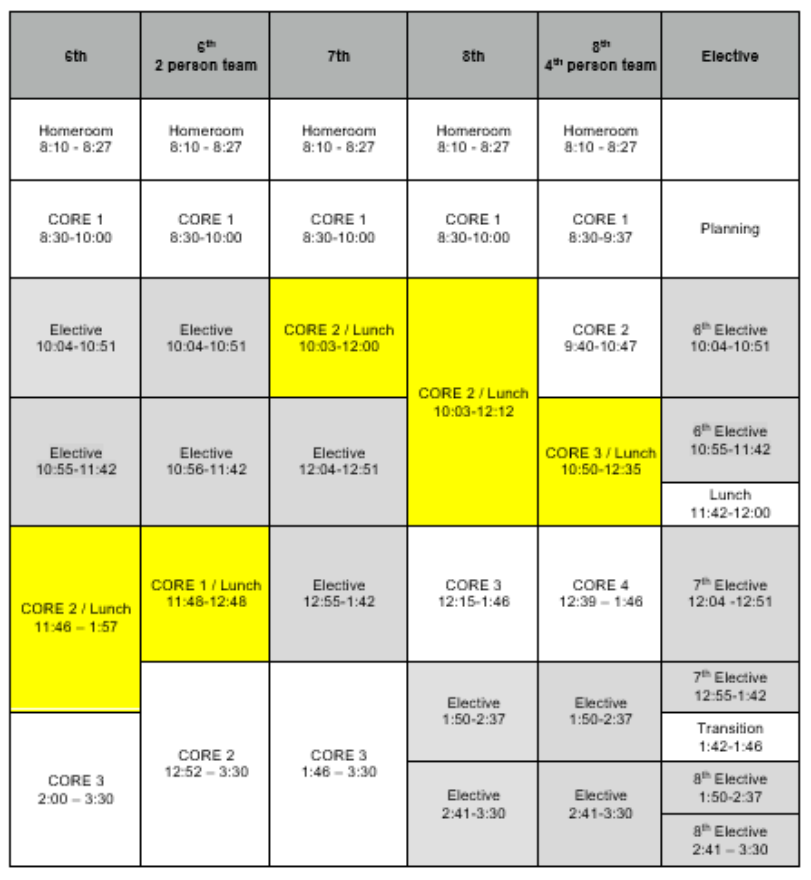 6th
6th
2 person team
7th
8th
8th
4th person team
Elective
Homeroom
8:10 - 8:27
Homeroom
8:10 - 8:27
Homeroom
8:10 - 8:27
Homeroom
8:10 - 8:27
Homeroom
8:10 - 8:27
CORE 1
8:30-10:00
CORE 1
8:30-10:00
CORE 1
8:30-10:00
CORE 1
8:30-10:00
CORE 1
8:30-9:37
Planning
Elective
10:04-10:51
Elective
10:04-10:51
CORE 2 / Lunch
10:03-12:00
CORE 2 / Lunch
10:03-12:12
CORE 2
9:40-10:47
6th Elective
10:04-10:51
Elective
10:55-11:42
Elective
10:56-11:42
Elective
12:04-12:51
CORE 3 / Lunch
10:50-12:35
6th Elective
10:55-11:42
Lunch
11:42-12:00
CORE 2 / Lunch
11:46 – 1:57
CORE 1 / Lunch
11:48-12:48
Elective
12:55-1:42
CORE 3
12:15-1:46
CORE 4
12:39 – 1:46
7th Elective
12:04 -12:51
CORE 3
2:00 – 3:30
CORE 2
12:52 – 3:30
CORE 3
1:46 – 3:30
Elective
1:50-2:37
Elective
1:50-2:37
7th Elective
12:55-1:42
Transition
1:42-1:46
Elective
2:41-3:30
Elective
2:41-3:30
8th Elective
1:50-2:37
8th Elective
2:41 – 3:30